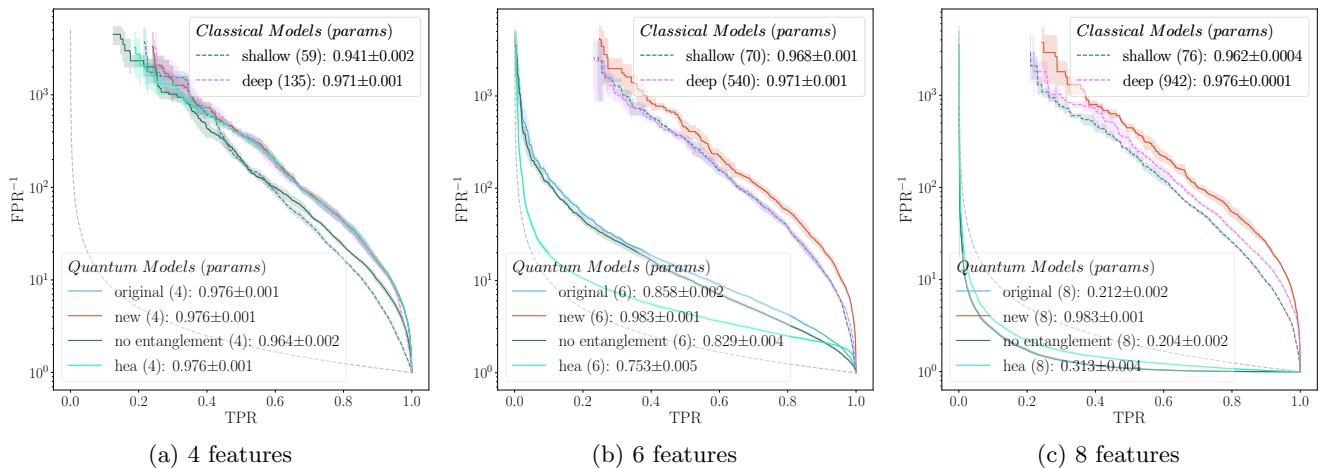 Classical Models (params)
shallow (59): 0.941±0.002
deep (135): 0.971±0.001
10³
10²
10¹
10⁰
FPR⁻¹
Quantum Models (params)
original (4): 0.976±0.001
new (4): 0.976±0.001
no entanglement (4): 0.964±0.002
hea (4): 0.976±0.001
0.0 0.2 0.4 0.6 0.8 1.0
TPR
(a) 4 features
Classical Models (params)
shallow (70): 0.968±0.001
deep (540): 0.971±0.001
10³
10²
10¹
10⁰
FPR⁻¹
Quantum Models (params)
original (6): 0.858±0.002
new (6): 0.983±0.001
no entanglement (6): 0.829±0.004
hea (6): 0.753±0.005
0.0 0.2 0.4 0.6 0.8 1.0
TPR
(b) 6 features
Classical Models (params)
shallow (76): 0.962±0.0004
deep (942): 0.976±0.0001
10³
10²
10¹
10⁰
FPR⁻¹
Quantum Models (params)
original (8): 0.212±0.002
new (8): 0.983±0.001
no entanglement (8): 0.204±0.002
hea (8): 0.313±0.004
0.0 0.2 0.4 0.6 0.8 1.0
TPR
(c) 8 features